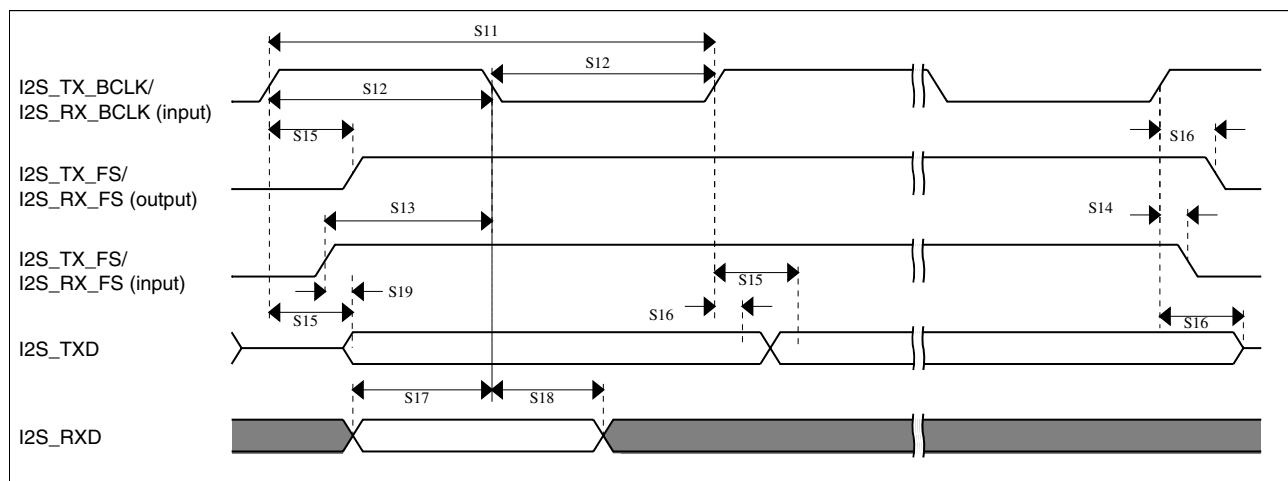 S11
S12
I2S_TX_BCLK/
I2S_RX_BCLK (input)
S12
S15
S16
I2S_TX_FS/
I2S_RX_FS (output)
S13
S14
I2S_TX_FS/
I2S_RX_FS (input)
S15
S19
S16
S15
S16
I2S_TXD
S17
S18
I2S_RXD